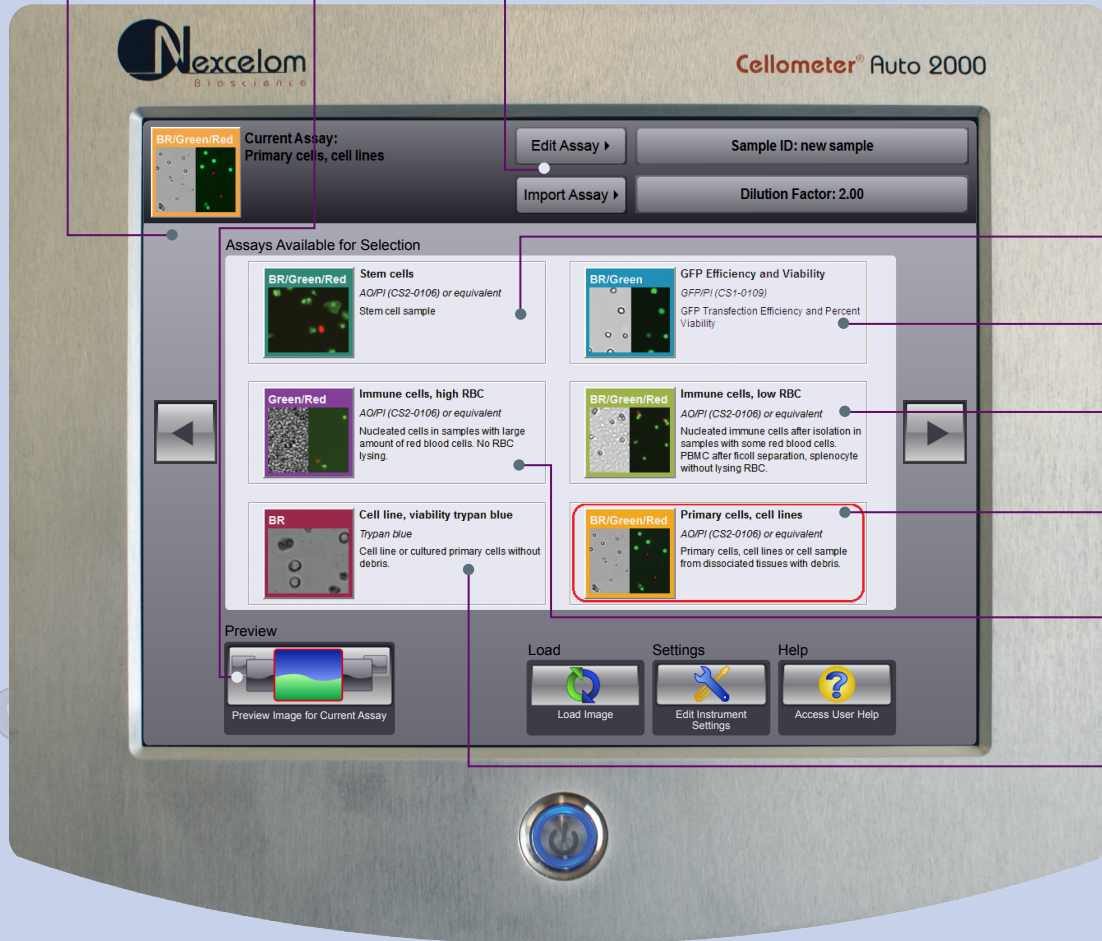 Nexcelom
Bioscience
Cellometer® Auto 2000
BR/Green/Red
Current Assay:
Primary cells, cell lines
Edit Assay
Import Assay
Sample ID: new sample
Dilution Factor: 2.00
Assays Available for Selection
BR/Green/Red
Stem cells
AO/PI (CS2-0106) or equivalent
Stem cell sample
BR/Green
GFP Efficiency and Viability
GFP/PI (CS1-0109)
GFP Transfection Efficiency and Percent
Viability
Green/Red
Immune cells, high RBC
AO/PI (CS2-0106) or equivalent
Nucleated cells in samples with large
amount of red blood cells. No RBC
lysing.
BR/Green/Red
Immune cells, low RBC
AO/PI (CS2-0106) or equivalent
Nucleated immune cells after isolation in
samples with some red blood cells.
PBMC after ficoll separation, splenocyte
without lysing RBC.
BR
Cell line, viability trypan blue
Trypan blue
Cell line or cultured primary cells without
debris.
BR/Green/Red
Primary cells, cell lines
AO/PI (CS2-0106) or equivalent
Primary cells, cell lines or cell sample
from dissociated tissues with debris.
Preview
Preview Image for Current Assay
Load
Load Image
Settings
Edit Instrument
Settings
Help
Access User Help